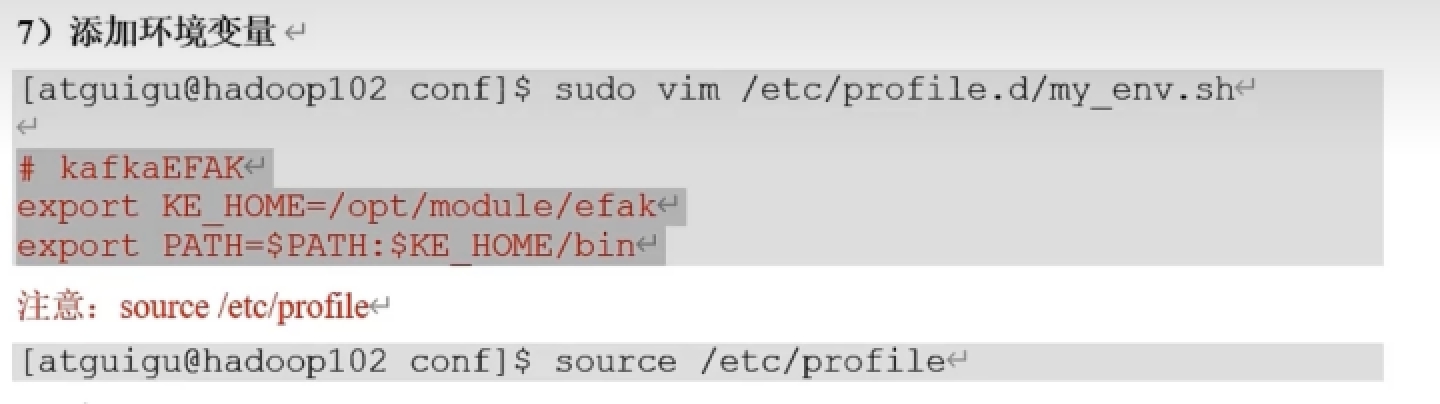 7）添加环境变量
[atguigu@hadoop102 conf]$ sudo vim /etc/profile.d/my_env.sh
# kafkaEFAK
export KE_HOME=/opt/module/efak
export PATH=$PATH:$KE_HOME/bin
注意：source /etc/profile
[atguigu@hadoop102 conf]$ source /etc/profile